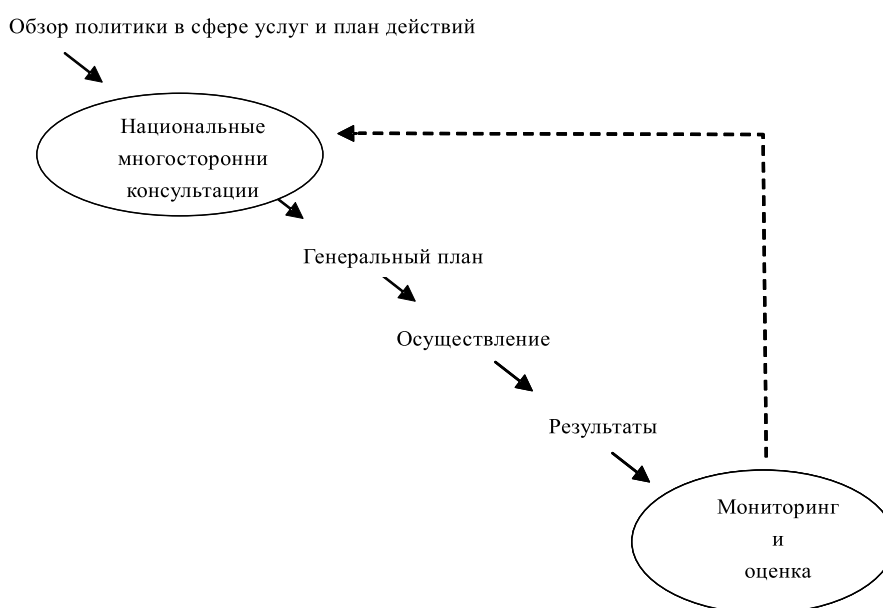 Обзор политики в сфере услуг и план действий
Национальные
многосторонни
консультации
Генеральный план
Осуществление
Результаты
Мониторинг
и
оценка